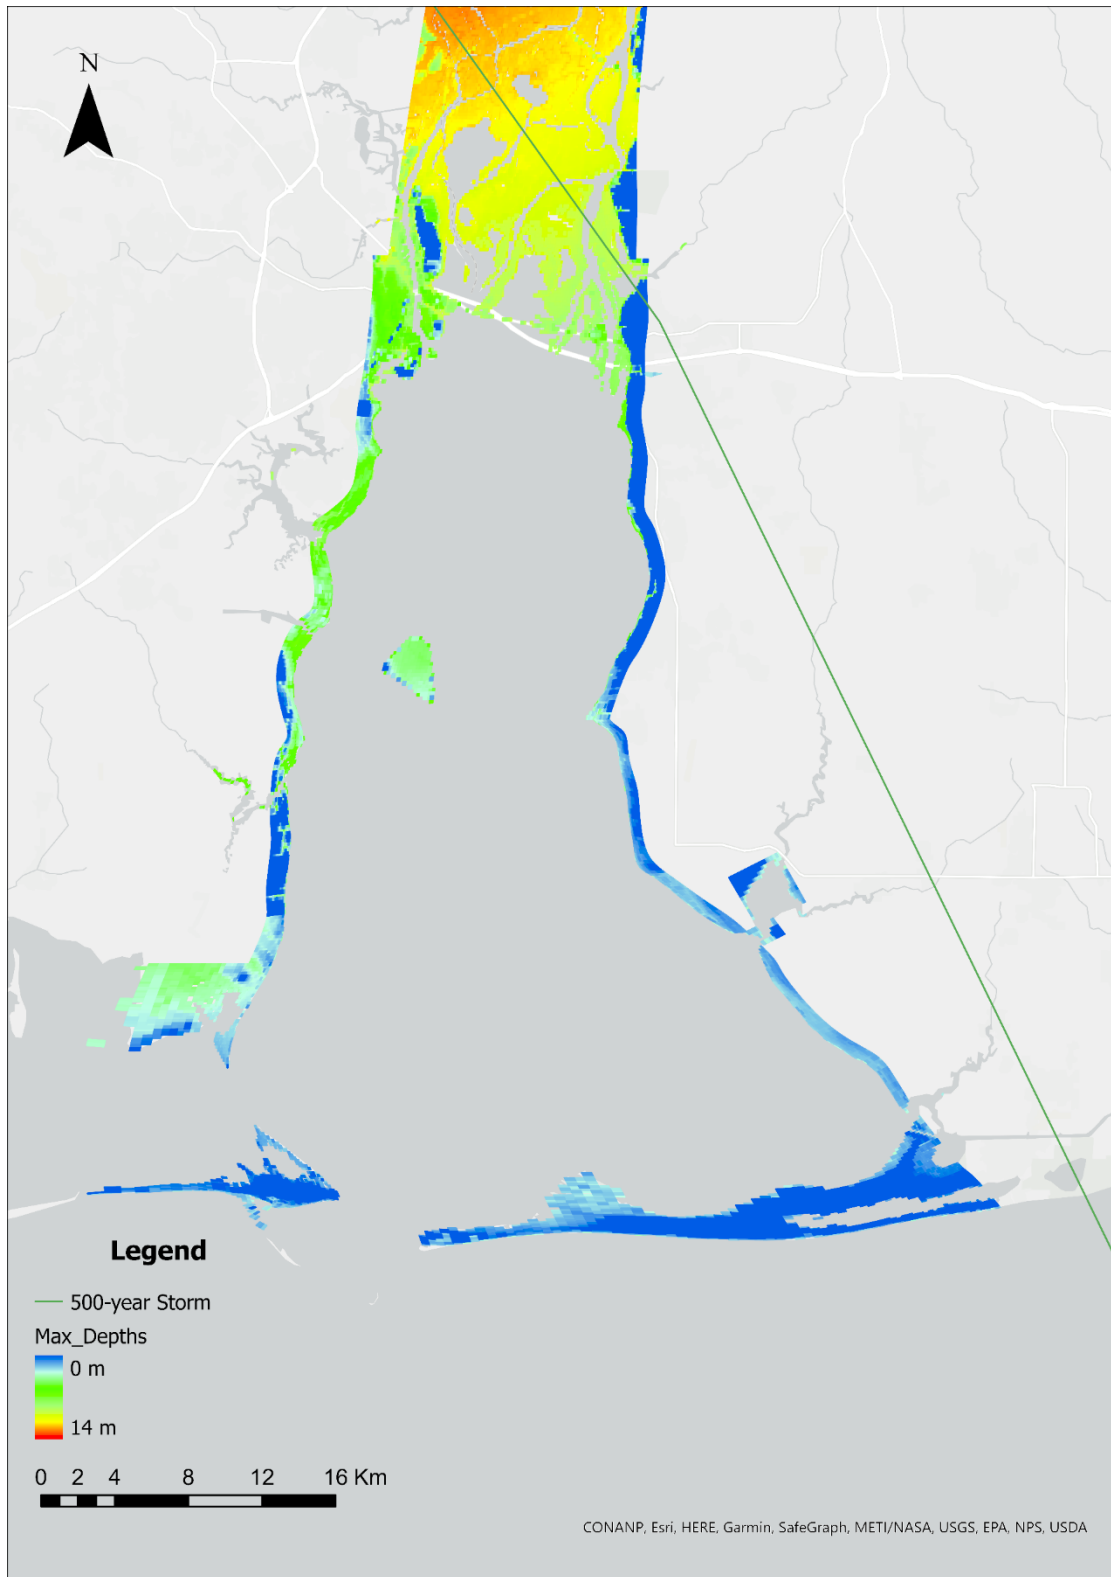 N
Legend
500-year Storm
Max_Depths
0 m
14 m
0 2 4 8 12 16 Km
CONANP, Esri, HERE, Garmin, SafeGraph, METI/NASA, USGS, EPA, NPS, USDA